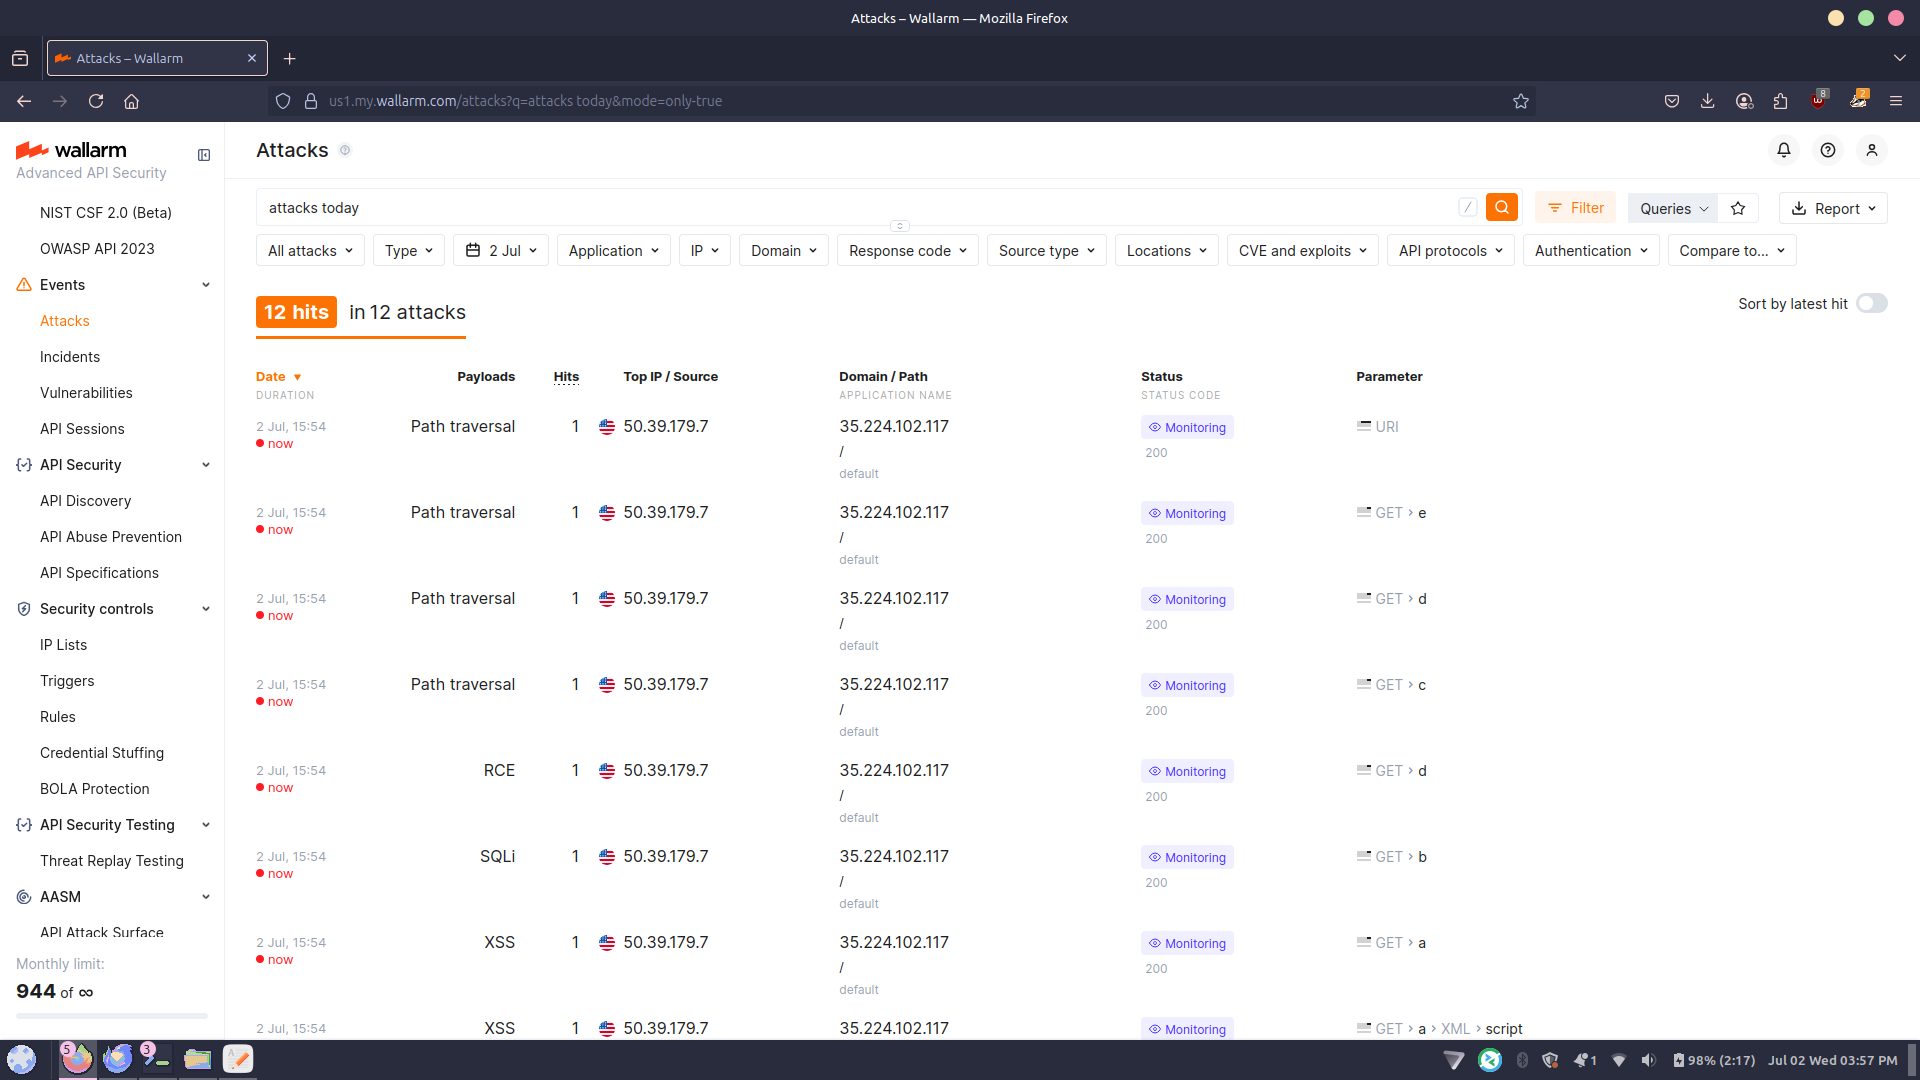 Attacks – Wallarm — Mozilla Firefox
Attacks – Wallarm
us1.my.wallarm.com/attacks?q=attacks today&mode=only-true
8
2
wallarm
Advanced API Security
NIST CSF 2.0 (Beta)
OWASP API 2023
Events
Attacks
Incidents
Vulnerabilities
API Sessions
API Security
API Discovery
API Abuse Prevention
API Specifications
Security controls
IP Lists
Triggers
Rules
Credential Stuffing
BOLA Protection
API Security Testing
Threat Replay Testing
AASM
API Attack Surface
Monthly limit:
944 of ∞
Attacks
attacks today
/
Filter
Queries
Report
All attacks
Type
2 Jul
Application
IP
Domain
Response code
Source type
Locations
CVE and exploits
API protocols
Authentication
Compare to...
12 hits in 12 attacks
Sort by latest hit
Date ▼ Payloads Hits Top IP / Source Domain / Path Status Parameter
DURATION APPLICATION NAME STATUS CODE
2 Jul, 15:54 Path traversal 1 50.39.179.7 35.224.102.117 Monitoring URI
now / 200
default
2 Jul, 15:54 Path traversal 1 50.39.179.7 35.224.102.117 Monitoring GET › e
now / 200
default
2 Jul, 15:54 Path traversal 1 50.39.179.7 35.224.102.117 Monitoring GET › d
now / 200
default
2 Jul, 15:54 Path traversal 1 50.39.179.7 35.224.102.117 Monitoring GET › c
now / 200
default
2 Jul, 15:54 RCE 1 50.39.179.7 35.224.102.117 Monitoring GET › d
now / 200
default
2 Jul, 15:54 SQLi 1 50.39.179.7 35.224.102.117 Monitoring GET › b
now / 200
default
2 Jul, 15:54 XSS 1 50.39.179.7 35.224.102.117 Monitoring GET › a
now / 200
default
2 Jul, 15:54 XSS 1 50.39.179.7 35.224.102.117 Monitoring GET › a › XML › script
5
3
1
98% (2:17)
Jul 02 Wed 03:57 PM